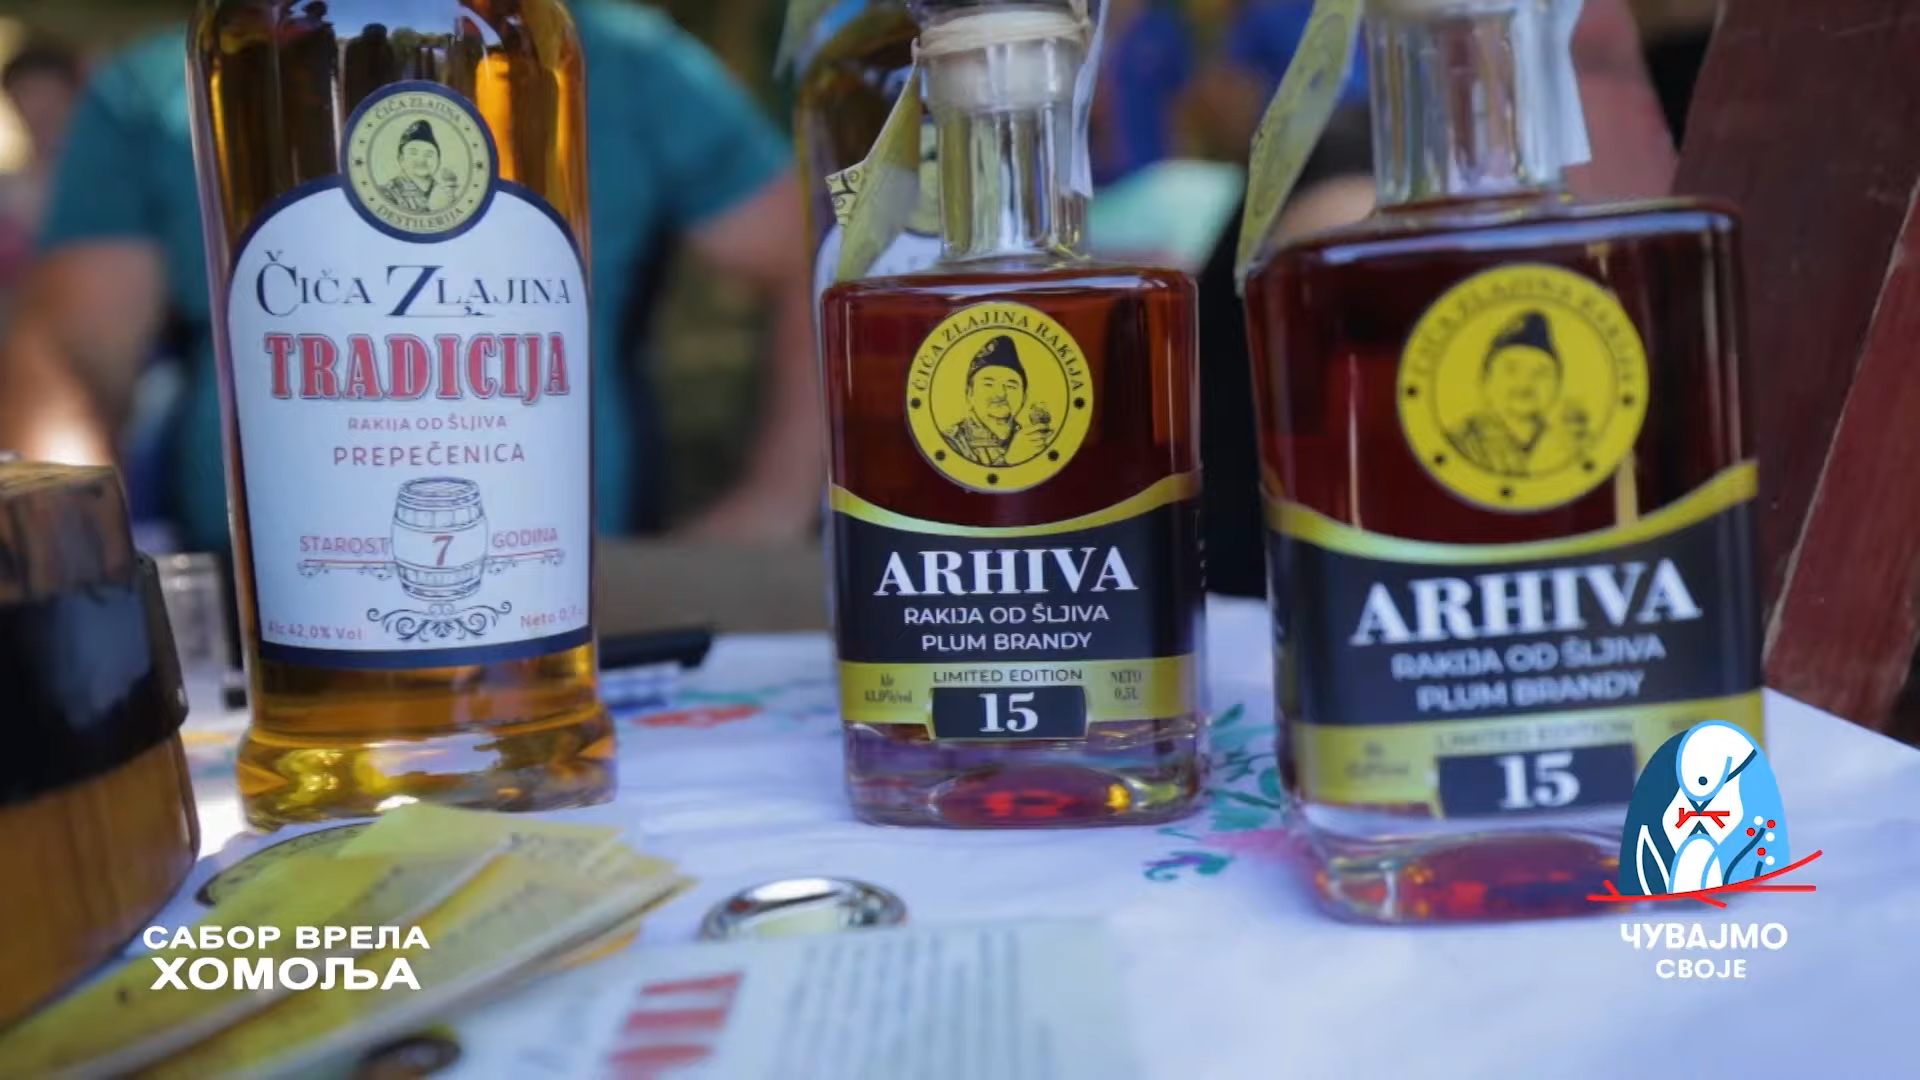 ČIČA ZLAJINA
DESTILERIJA
ČIČA ZLAJINA
TRADICIJA
RAKIJA OD ŠLJIVA
PREPEČENICA
STAROST 7 GODINA
Alc 42,0% Vol
Neto 0,7
ČIČA ZLAJINA RAKIJA
ARHIVA
RAKIJA OD ŠLJIVA
PLUM BRANDY
LIMITED EDITION
15
NETO
0,5L
ČIČA ZLAJINA RAKIJA
ARHIVA
RAKIJA OD ŠLJIVA
PLUM BRANDY
LIMITED EDITION
15
САБОР ВРЕЛА
ХОМОЉА
ЧУВАЈМО
СВОЈЕ